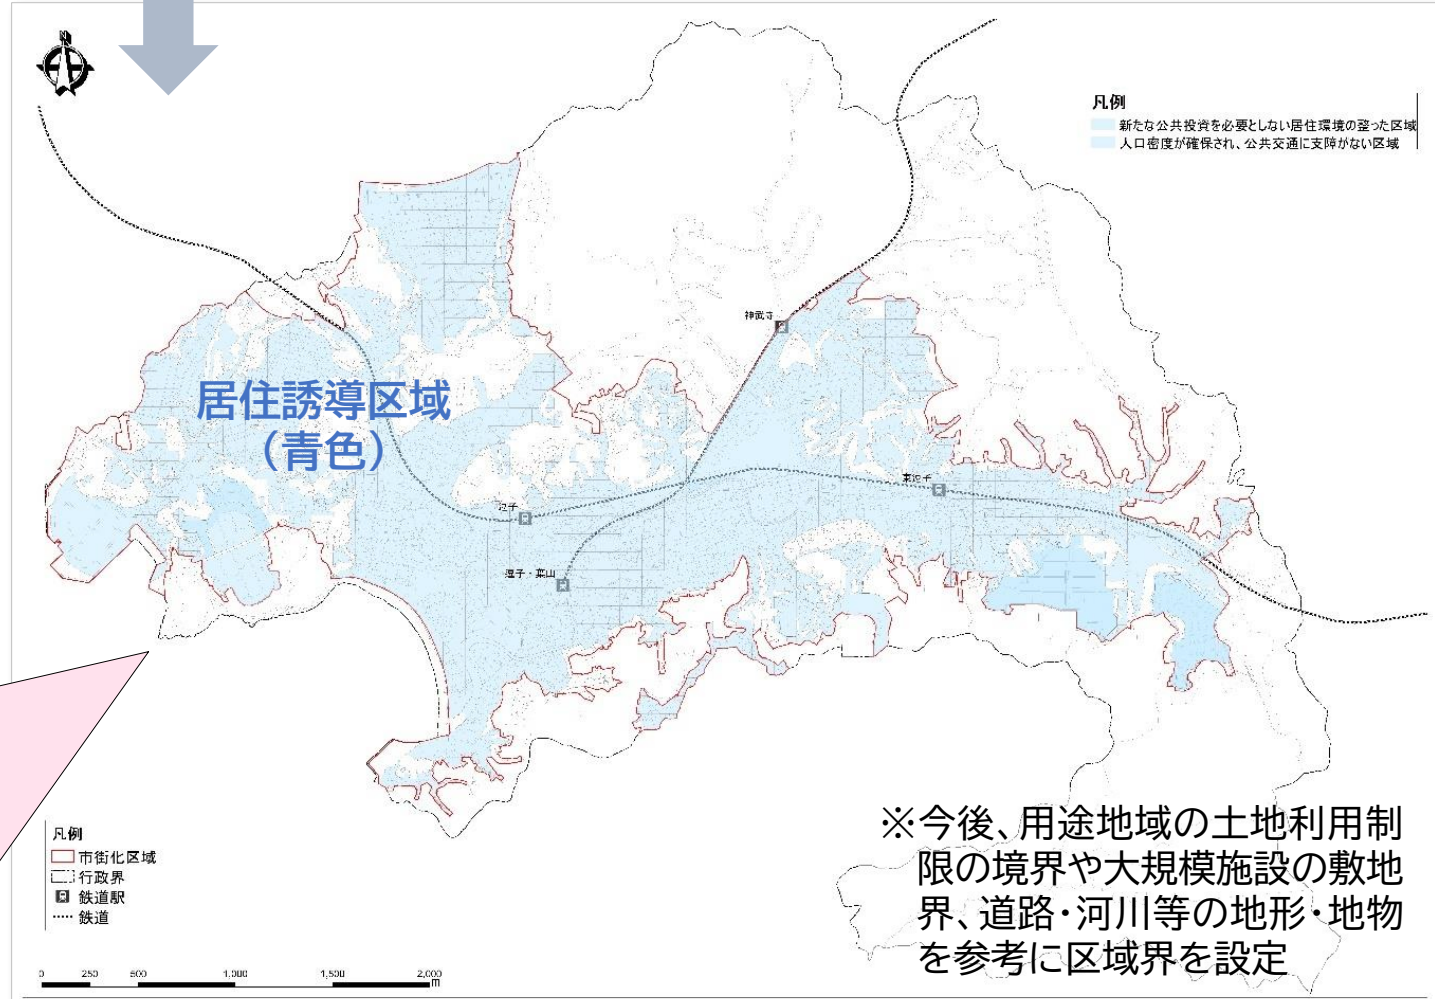 N
凡例
新たな公共投資を必要としない居住環境の整った区域
人口密度が確保され、公共交通に支障がない区域
神武寺
居住誘導区域
（青色）
東逗子
逗子
逗子・葉山
凡例
市街化区域
行政界
鉄道駅
鉄道
※今後、用途地域の土地利用制
限の境界や大規模施設の敷地
界、道路・河川等の地形・地物
を参考に区域界を設定
0 250 500 1,000 1,500 2,000
m